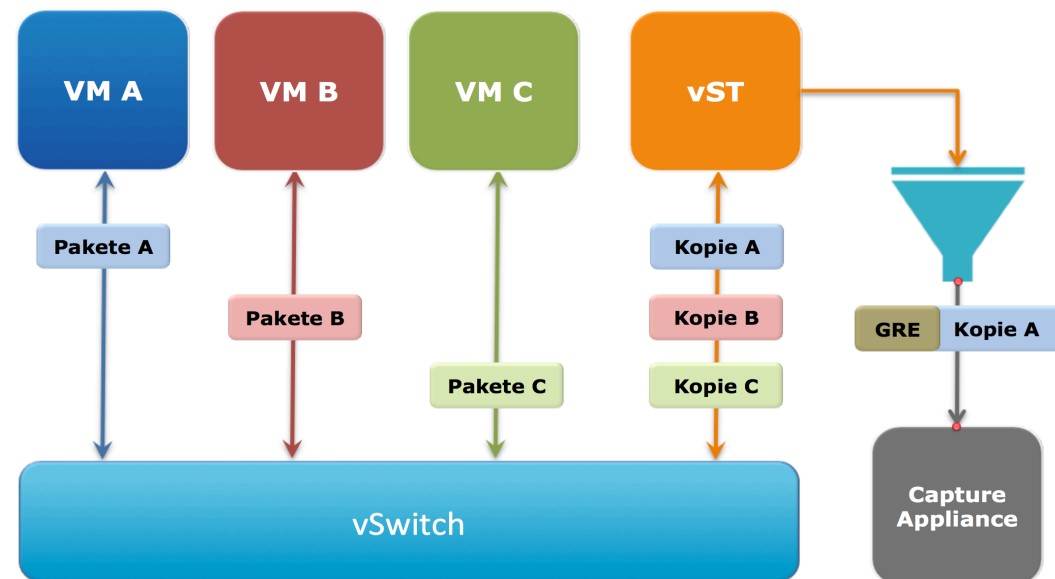 VM A
VM B
VM C
vST
Pakete A
Kopie A
Pakete B
Kopie B
GRE
Kopie A
Pakete C
Kopie C
vSwitch
Capture
Appliance